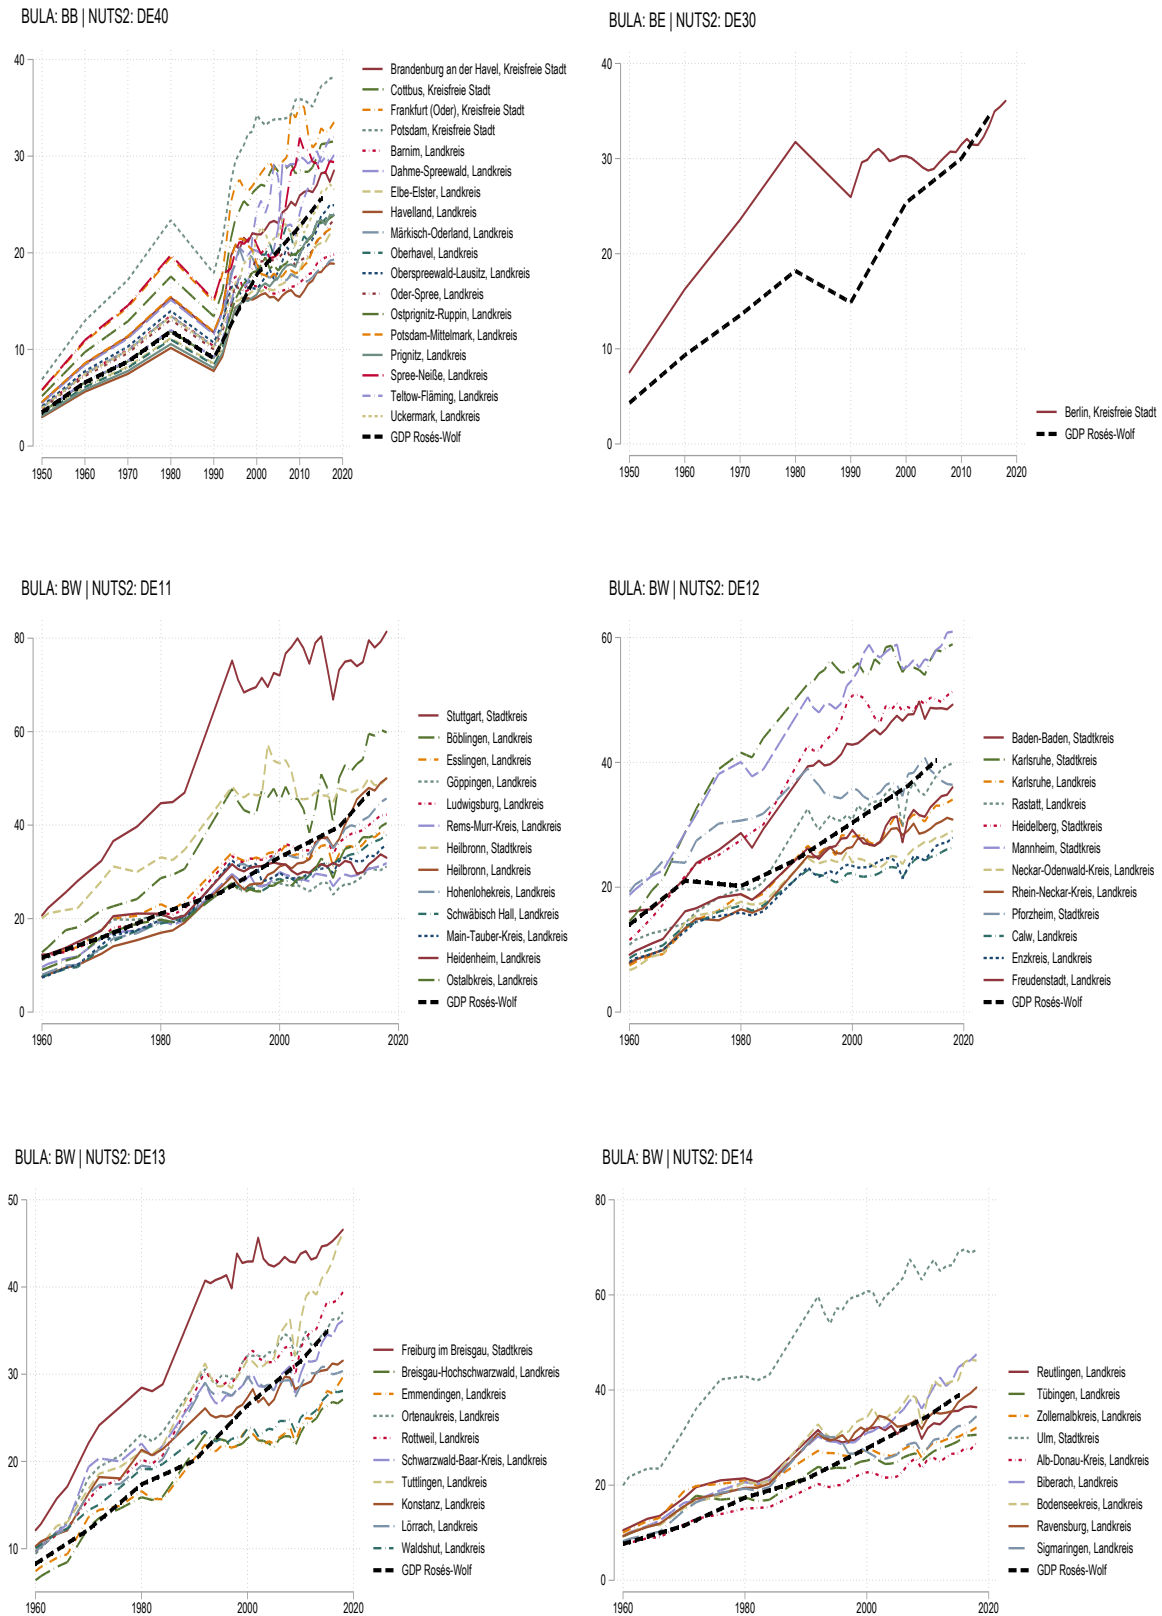 BULA: BB | NUTS2: DE40
40
30
20
10
0
1950 1960 1970 1980 1990 2000 2010 2020
Brandenburg an der Havel, Kreisfreie Stadt
Cottbus, Kreisfreie Stadt
Frankfurt (Oder), Kreisfreie Stadt
Potsdam, Kreisfreie Stadt
Barnim, Landkreis
Dahme-Spreewald, Landkreis
Elbe-Elster, Landkreis
Havelland, Landkreis
Märkisch-Oderland, Landkreis
Oberhavel, Landkreis
Oberspreewald-Lausitz, Landkreis
Oder-Spree, Landkreis
Ostprignitz-Ruppin, Landkreis
Potsdam-Mittelmark, Landkreis
Prignitz, Landkreis
Spree-Neiße, Landkreis
Teltow-Fläming, Landkreis
Uckermark, Landkreis
GDP Rosés-Wolf
BULA: BE | NUTS2: DE30
40
30
20
10
0
1950 1960 1970 1980 1990 2000 2010 2020
Berlin, Kreisfreie Stadt
GDP Rosés-Wolf
BULA: BW | NUTS2: DE11
80
60
40
20
0
1960 1980 2000 2020
Stuttgart, Stadtkreis
Böblingen, Landkreis
Esslingen, Landkreis
Göppingen, Landkreis
Ludwigsburg, Landkreis
Rems-Murr-Kreis, Landkreis
Heilbronn, Stadtkreis
Heilbronn, Landkreis
Hohenlohekreis, Landkreis
Schwäbisch Hall, Landkreis
Main-Tauber-Kreis, Landkreis
Heidenheim, Landkreis
Ostalbkreis, Landkreis
GDP Rosés-Wolf
BULA: BW | NUTS2: DE12
60
40
20
0
1960 1980 2000 2020
Baden-Baden, Stadtkreis
Karlsruhe, Stadtkreis
Karlsruhe, Landkreis
Rastatt, Landkreis
Heidelberg, Stadtkreis
Mannheim, Stadtkreis
Neckar-Odenwald-Kreis, Landkreis
Rhein-Neckar-Kreis, Landkreis
Pforzheim, Stadtkreis
Calw, Landkreis
Enzkreis, Landkreis
Freudenstadt, Landkreis
GDP Rosés-Wolf
BULA: BW | NUTS2: DE13
50
40
30
20
10
1960 1980 2000 2020
Freiburg im Breisgau, Stadtkreis
Breisgau-Hochschwarzwald, Landkreis
Emmendingen, Landkreis
Ortenaukreis, Landkreis
Rottweil, Landkreis
Schwarzwald-Baar-Kreis, Landkreis
Tuttlingen, Landkreis
Konstanz, Landkreis
Lörrach, Landkreis
Waldshut, Landkreis
GDP Rosés-Wolf
BULA: BW | NUTS2: DE14
80
60
40
20
0
1960 1980 2000 2020
Reutlingen, Landkreis
Tübingen, Landkreis
Zollernalbkreis, Landkreis
Ulm, Stadtkreis
Alb-Donau-Kreis, Landkreis
Biberach, Landkreis
Bodenseekreis, Landkreis
Ravensburg, Landkreis
Sigmaringen, Landkreis
GDP Rosés-Wolf